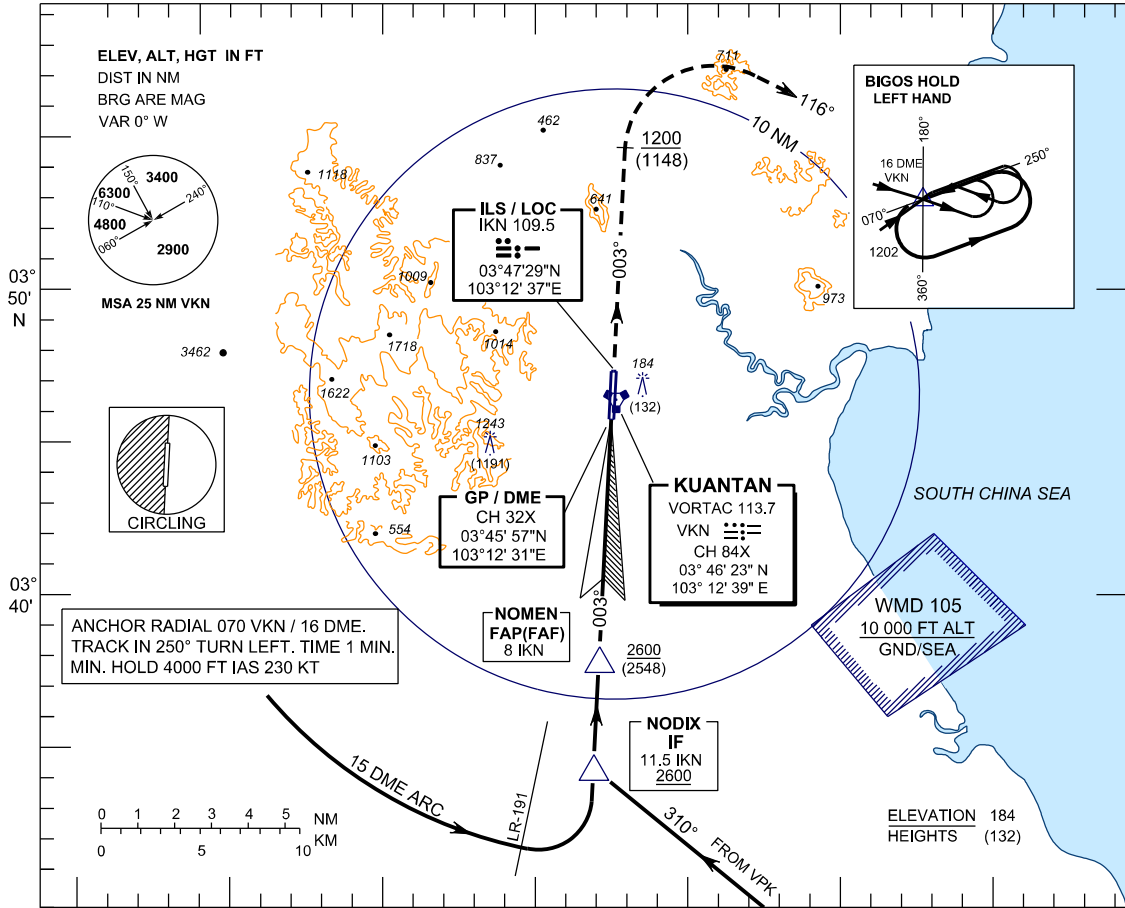 ELEV, ALT, HGT IN FT
DIST IN NM
BRG ARE MAG
VAR 0° W
150°
3400
6300
170°
240°
4800
060°
2900
MSA 25 NM VKN
03°
50'
N
3462
CIRCLING
03°
40'
462
837
1118
641
711
116°
10 NM
1200
(1148)
003°
ILS / LOC
IKN 109.5
03°47'29"N
103°12' 37"E
1009
1718
1014
1622
1243
(1191)
1103
554
184
(132)
973
BIGOS HOLD
LEFT HAND
180°
16 DME
VKN
250°
070°
1202
360°
GP / DME
CH 32X
03°45' 57"N
103°12' 31"E
KUANTAN
VORTAC 113.7
VKN
CH 84X
03° 46' 23" N
103° 12' 39" E
SOUTH CHINA SEA
WMD 105
10 000 FT ALT
GND/SEA
003°
NOMEN
FAP(FAF)
8 IKN
2600
(2548)
ANCHOR RADIAL 070 VKN / 16 DME.
TRACK IN 250° TURN LEFT. TIME 1 MIN.
MIN. HOLD 4000 FT IAS 230 KT
NODIX
IF
11.5 IKN
2600
15 DME ARC
LR-191
310°
FROM VPK
0 1 2 3 4 5 NM
0 5 10 KM
ELEVATION 184
HEIGHTS (132)